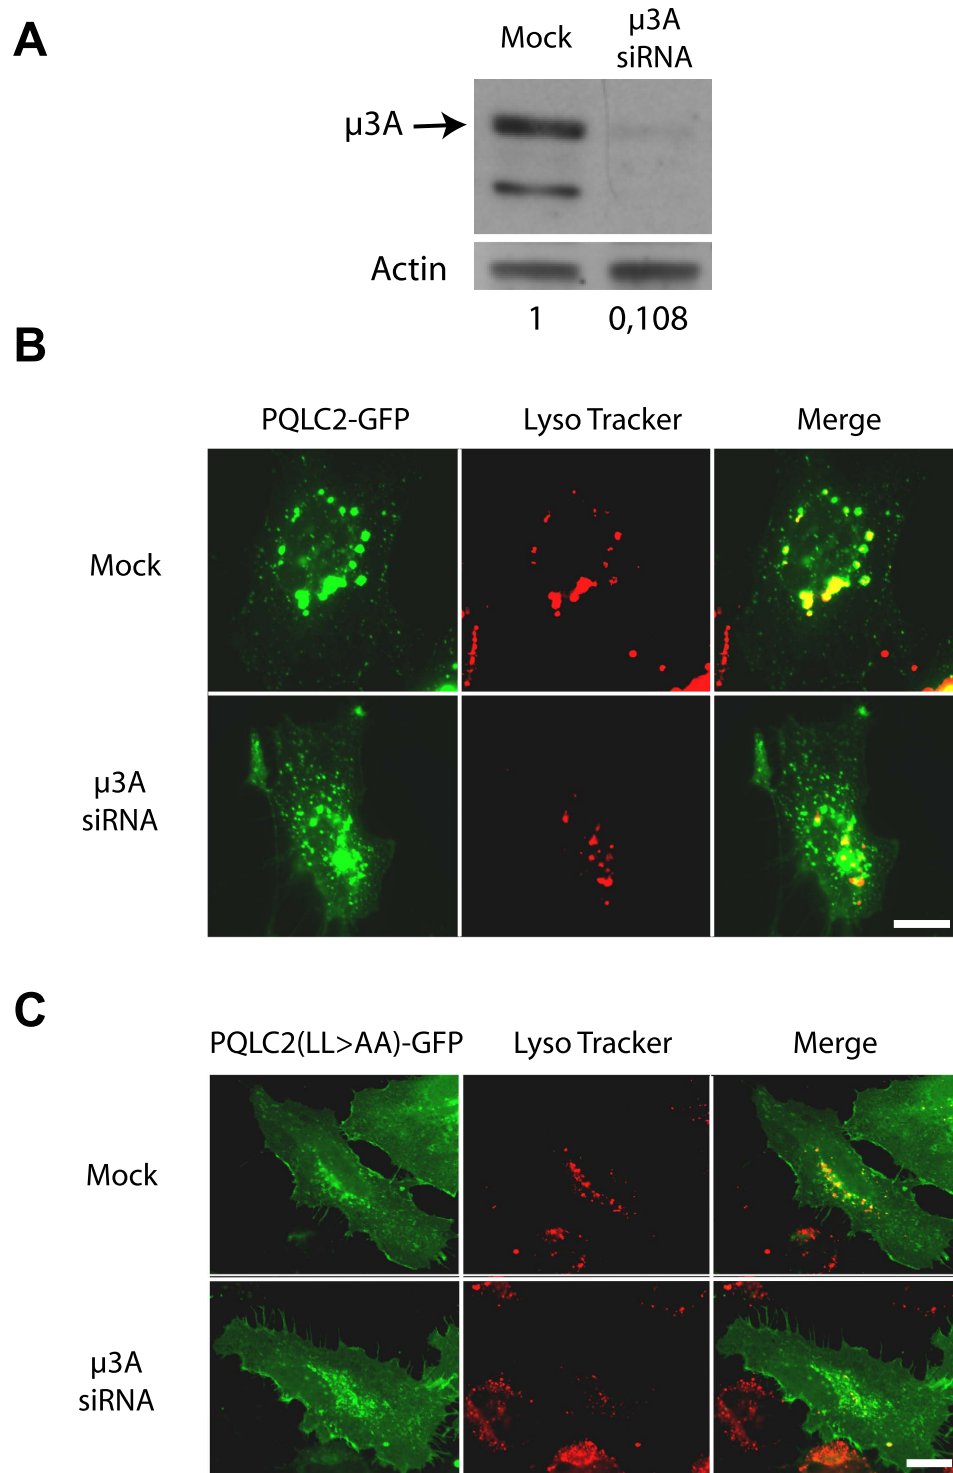 A
Mock
µ3A
siRNA
µ3A
Actin
1 0,108
B
PQLC2-GFP Lyso Tracker Merge
Mock
µ3A
siRNA
C
PQLC2(LL>AA)-GFP Lyso Tracker Merge
Mock
µ3A
siRNA